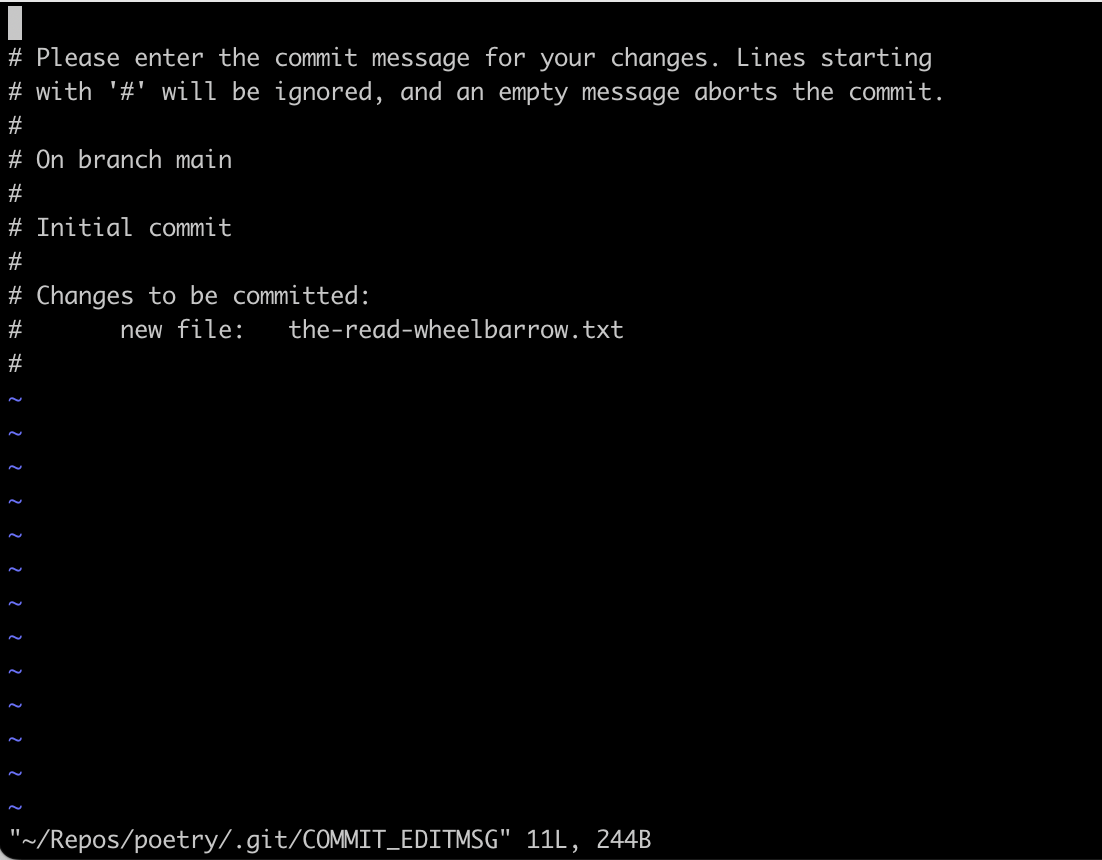 # Please enter the commit message for your changes. Lines starting
# with '#' will be ignored, and an empty message aborts the commit.
#
# On branch main
#
# Initial commit
#
# Changes to be committed:
#       new file:   the-read-wheelbarrow.txt
#
~
~
~
~
~
~
~
~
~
~
~
~
~
"~/Repos/poetry/.git/COMMIT_EDITMSG" 11L, 244B